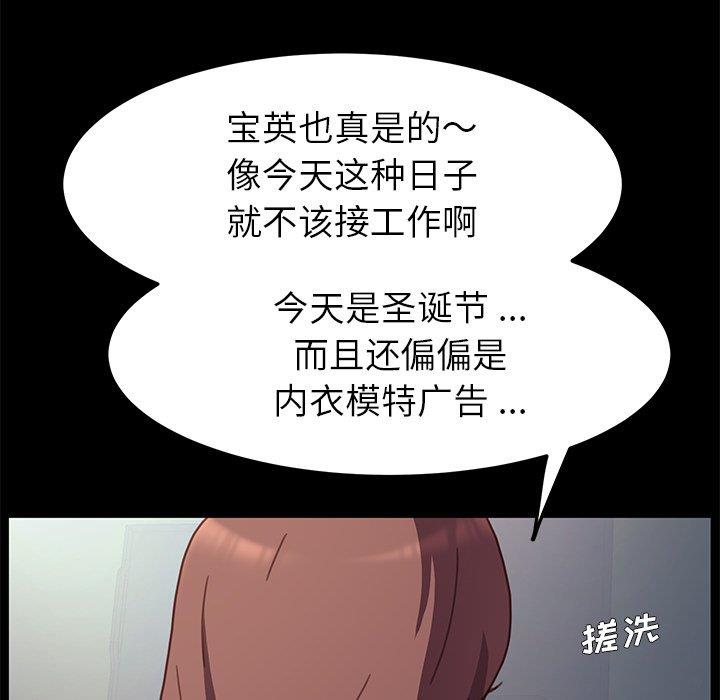 宝英也真是的～
像今天这种日子
就不该接工作啊
今天是圣诞节...
而且还偏偏是
内衣模特广告...
搓洗